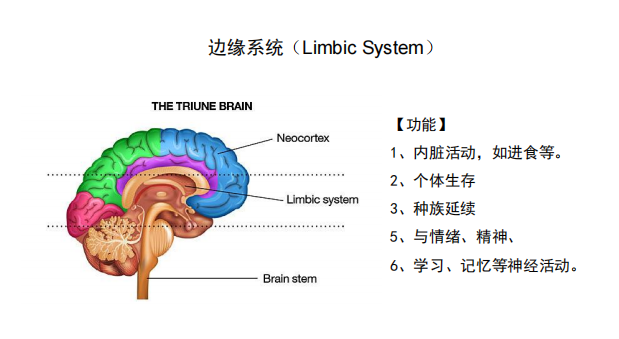 边缘系统（Limbic System）
THE TRIUNE BRAIN
Neocortex
Limbic system
Brain stem
【功能】
1、内脏活动，如进食等。
2、个体生存
3、种族延续
5、与情绪、精神、
6、学习、记忆等神经活动。